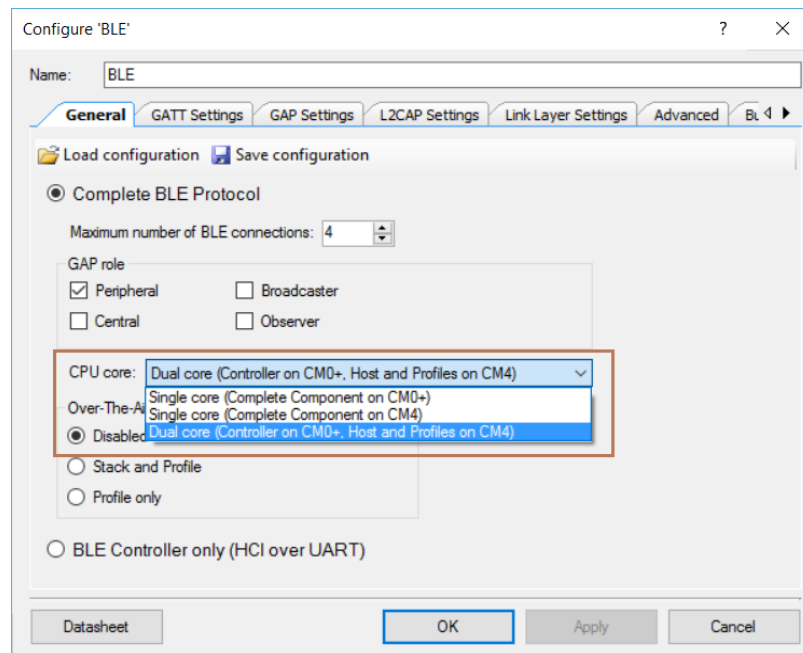 Configure 'BLE'
?
Name: BLE
General GATT Settings GAP Settings L2CAP Settings Link Layer Settings Advanced
Load configuration Save configuration
Complete BLE Protocol
Maximum number of BLE connections: 4
GAP role
Peripheral Broadcaster
Central Observer
CPU core: Dual core (Controller on CM0+, Host and Profiles on CM4)
Single core (Complete Component on CM0+)
Over-The-Ai
Single core (Complete Component on CM4)
Disabled Dual core (Controller on CM0+, Host and Profiles on CM4)
Stack and Profile
Profile only
BLE Controller only (HCI over UART)
Datasheet OK Apply Cancel